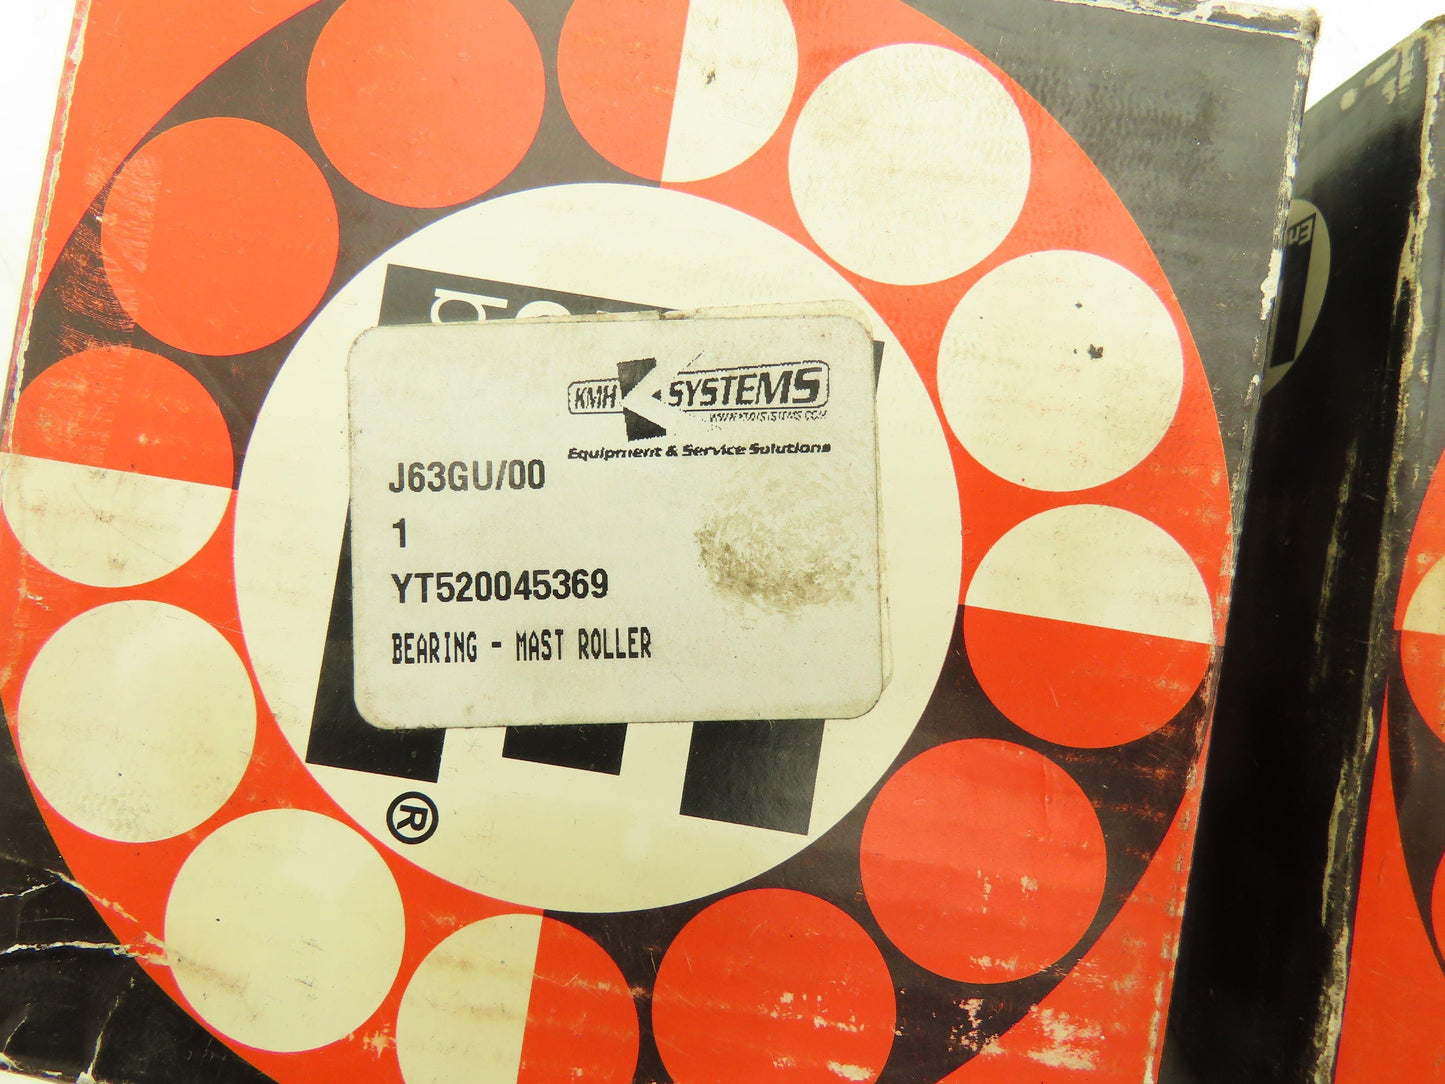 KMH SYSTEMS
Equipment & Service Solutions
J63GU/00
1
YT520045369
BEARING - MAST ROLLER
®